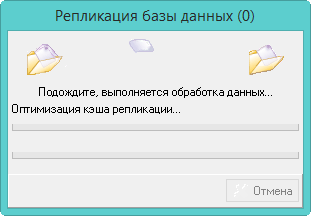 Репликация базы данных (0)
Подождите, выполняется обработка данных...
Оптимизация кэша репликации...
Отмена